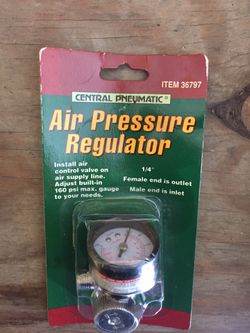 ITEM 36797
CENTRAL PNEUMATIC®
Air Pressure
Regulator
Install air
control valve on
air supply line.
Adjust built-in
160 psi max. gauge
to your needs.
1/4"
Female end is outlet
Male end is inlet